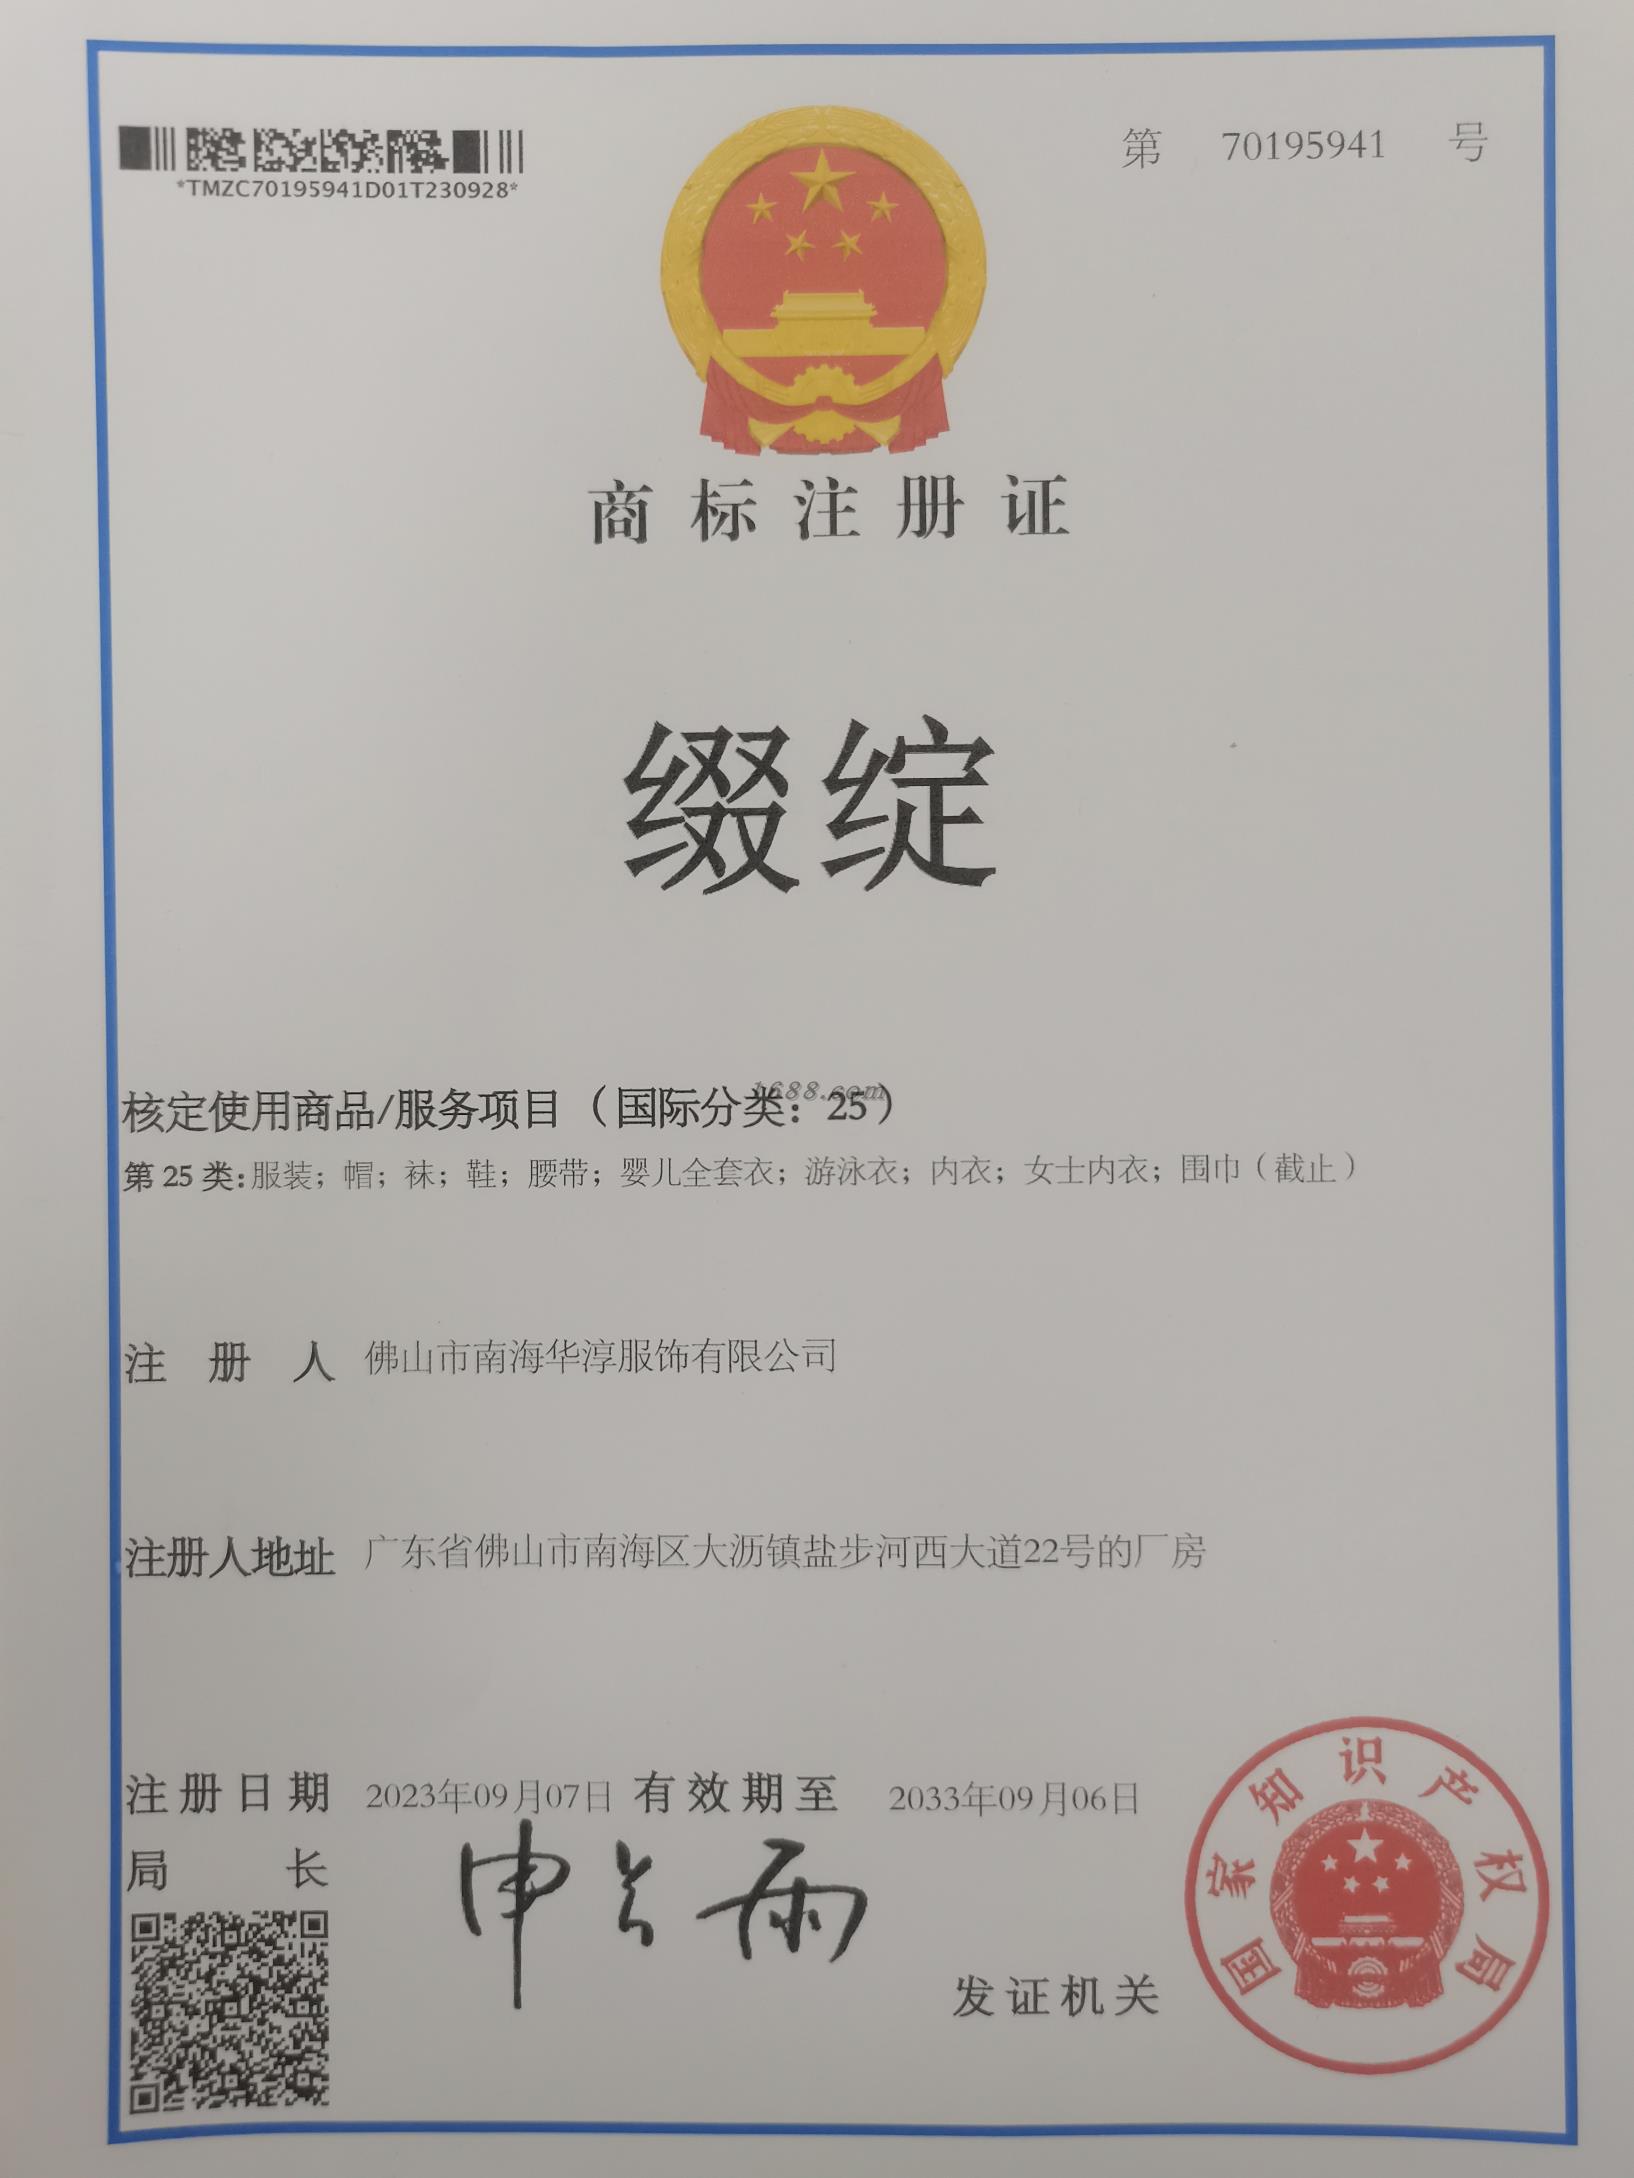 第 70195941 号
*TMZC70195941D01T230928*
商标注册证
缀绽
1688.com
核定使用商品/服务项目（国际分类：25）
第 25 类：服装；帽；袜；鞋；腰带；婴儿全套衣；游泳衣；内衣；女士内衣；围巾（截止）
注册人 佛山市南海华淳服饰有限公司
注册人地址 广东省佛山市南海区大沥镇盐步河西大道22号的厂房
注册日期 2023年09月07日 有效期至 2033年09月06日
局长 申长雨
发证机关
国家知识产权局